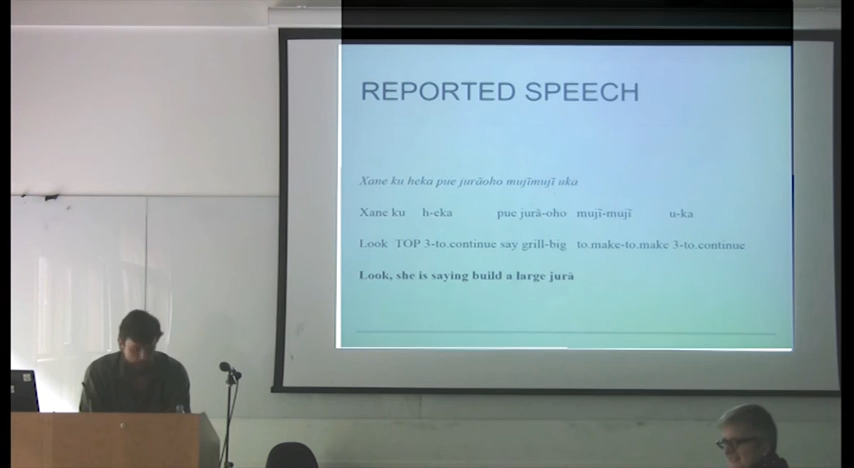 REPORTED SPEECH
Xane ku heka pue jurãoho mujĩmujĩ uka
Xane ku h-eka pue jurã-oho mujĩ-mujĩ u-ka
Look TOP 3-to.continue say grill-big to.make-to.make 3-to.continue
Look, she is saying build a large jurã